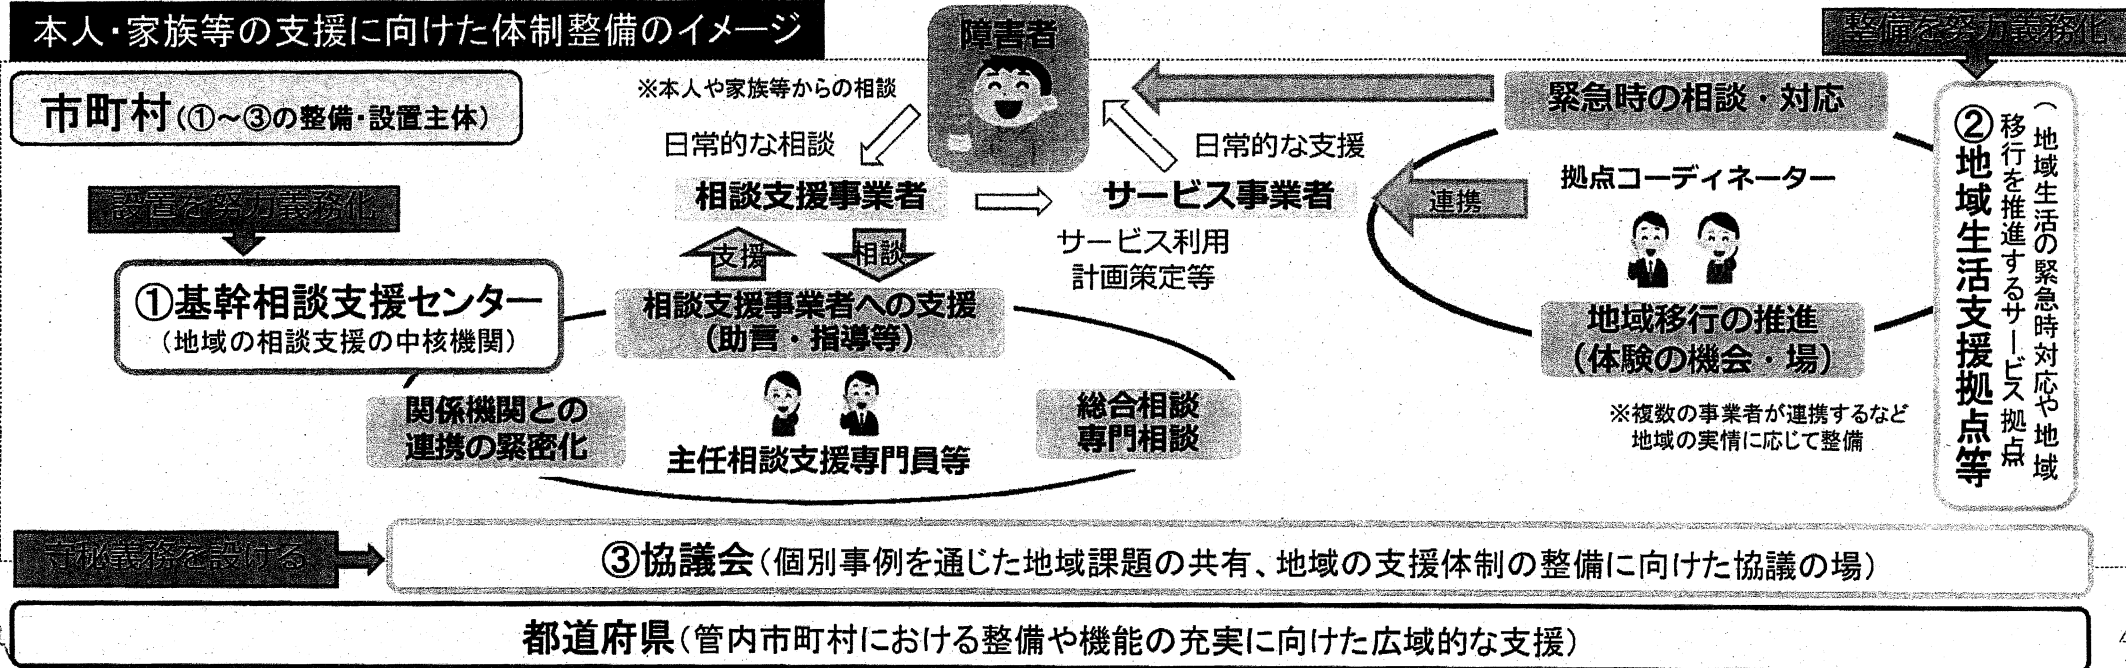 本人・家族等の支援に向けた体制整備のイメージ
障害者
整備を努力義務化
市町村（①～③の整備・設置主体）
※本人や家族等からの相談
日常的な相談
日常的な支援
緊急時の相談・対応
設置を努力義務化
相談支援事業者
サービス事業者
連携
拠点コーディネーター
支援
相談
サービス利用
計画策定等
①基幹相談支援センター
（地域の相談支援の中核機関）
相談支援事業者への支援
（助言・指導等）
地域移行の推進
（体験の機会・場）
②地域生活支援拠点等
（地域生活の緊急時対応や地域
移行を推進するサービス拠点
関係機関との
連携の緊密化
主任相談支援専門員等
総合相談
専門相談
※複数の事業者が連携するなど
地域の実情に応じて整備
守秘義務を設ける
③協議会（個別事例を通じた地域課題の共有、地域の支援体制の整備に向けた協議の場）
都道府県（管内市町村における整備や機能の充実に向けた広域的な支援）